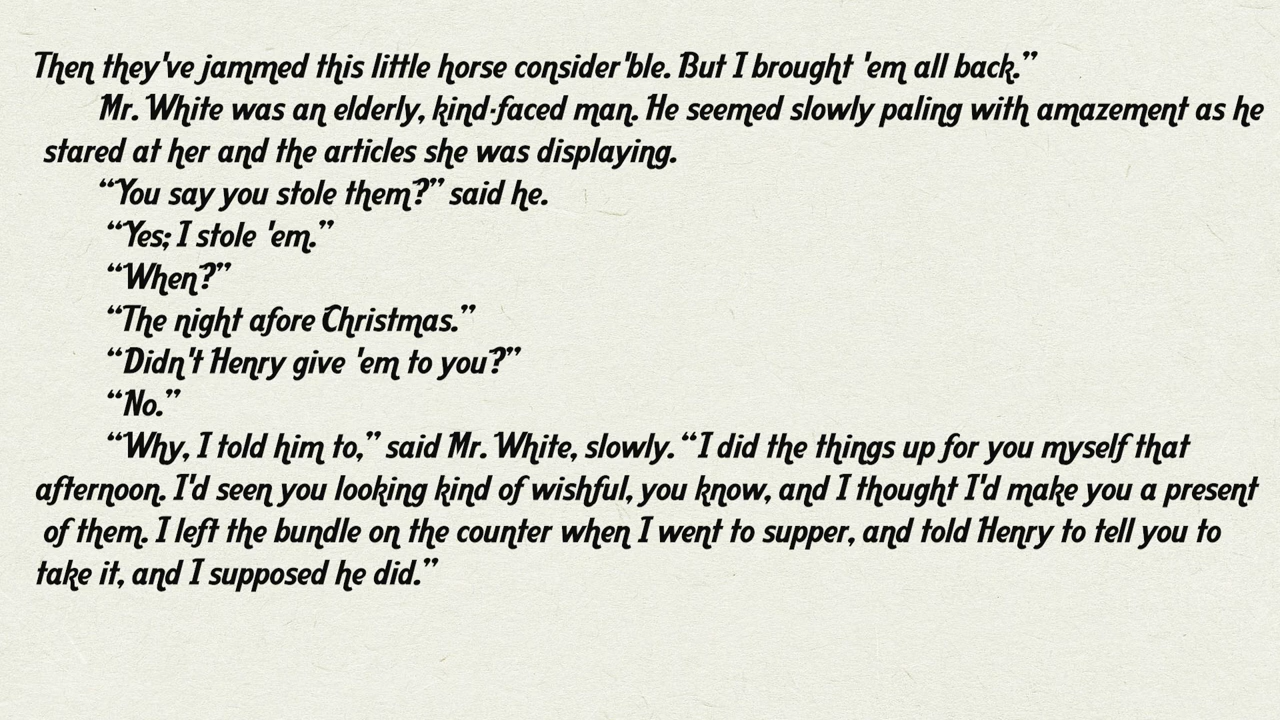 Then they've jammed this little horse consider'ble. But I brought 'em all back.”
Mr. White was an elderly, kind-faced man. He seemed slowly paling with amazement as he
stared at her and the articles she was displaying.
“You say you stole them?” said he.
“Yes; I stole 'em.”
“When?”
“The night afore Christmas.”
“Didn't Henry give 'em to you?”
“No.”
“Why, I told him to,” said Mr. White, slowly. “I did the things up for you myself that
afternoon. I'd seen you looking kind of wishful, you know, and I thought I'd make you a present
of them. I left the bundle on the counter when I went to supper, and told Henry to tell you to
take it, and I supposed he did.”